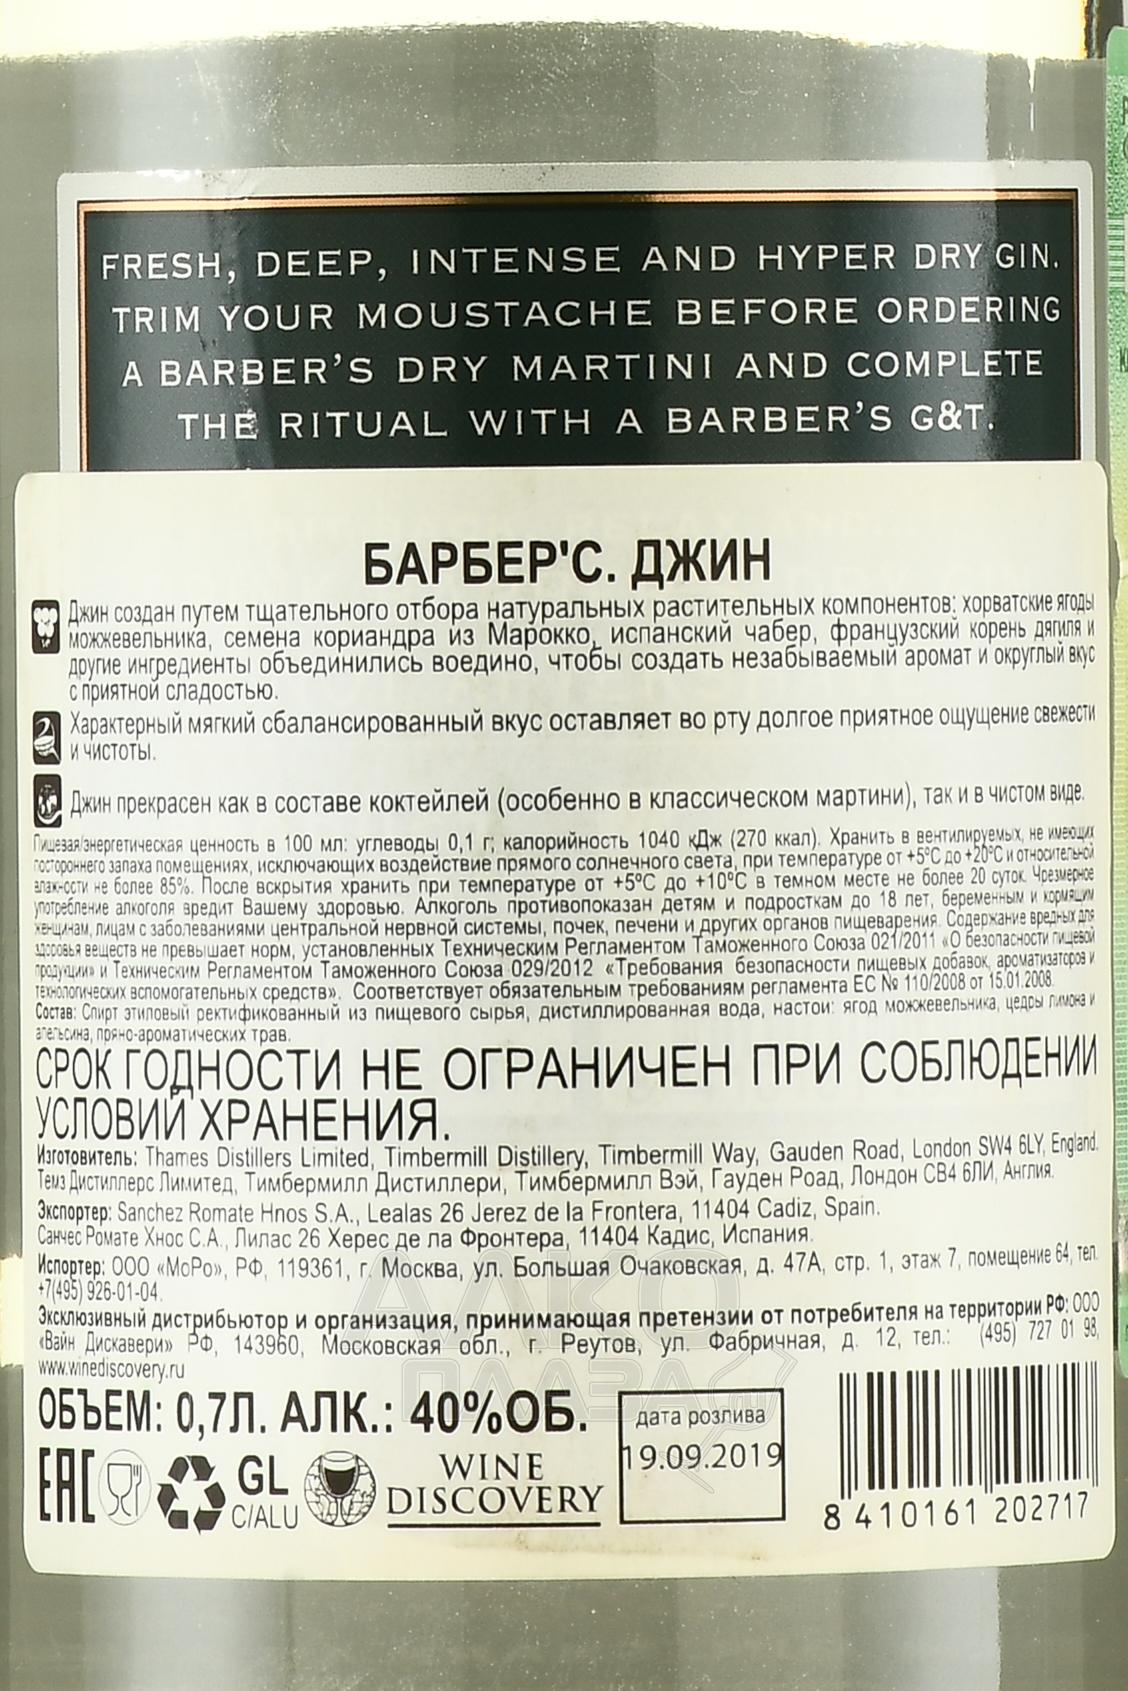 FRESH, DEEP, INTENSE AND HYPER DRY GIN.
TRIM YOUR MOUSTACHE BEFORE ORDERING
A BARBER'S DRY MARTINI AND COMPLETE
THE RITUAL WITH A BARBER'S G&T.
БАРБЕР'С. ДЖИН
Джин создан путем тщательного отбора натуральных растительных компонентов: хорватские ягоды
можжевельника, семена кориандра из Марокко, испанский чабер, французский корень дягиля и
другие ингредиенты объединились воедино, чтобы создать незабываемый аромат и округлый вкус
с приятной сладостью.
Характерный мягкий сбалансированный вкус оставляет во рту долгое приятное ощущение свежести
и чистоты.
Джин прекрасен как в составе коктейлей (особенно в классическом мартини), так и в чистом виде.
Пищевая/энергетическая ценность в 100 мл: углеводы 0,1 г; калорийность 1040 кДж (270 ккал). Хранить в вентилируемых, не имеющих
постороннего запаха помещениях, исключающих воздействие прямого солнечного света, при температуре от +5°С до +20°С и относительной
влажности не более 85%. После вскрытия хранить при температуре от +5°С до +10°С в темном месте не более 20 суток. Чрезмерное
употребление алкоголя вредит Вашему здоровью. Алкоголь противопоказан детям и подросткам до 18 лет, беременным и кормящим
женщинам, лицам с заболеваниями центральной нервной системы, почек, печени и других органов пищеварения. Содержание вредных для
здоровья веществ не превышает норм, установленных Техническим Регламентом Таможенного Союза 021/2011 «О безопасности пищевой
продукции» и Техническим Регламентом Таможенного Союза 029/2012 «Требования безопасности пищевых добавок, ароматизаторов и
технологических вспомогательных средств». Соответствует обязательным требованиям регламента ЕС № 110/2008 от 15.01.2008.
Состав: Спирт этиловый ректификованный из пищевого сырья, дистиллированная вода, настои: ягод можжевельника, цедры лимона и
апельсина, пряно-ароматических трав.
СРОК ГОДНОСТИ НЕ ОГРАНИЧЕН ПРИ СОБЛЮДЕНИИ
УСЛОВИЙ ХРАНЕНИЯ.
Изготовитель: Thames Distillers Limited, Timbermill Distillery, Timbermill Way, Gauden Road, London SW4 6LY, England.
Темз Дистиллерс Лимитед, Тимбермилл Дистиллери, Тимбермилл Вэй, Гауден Роад, Лондон СВ4 6ЛИ, Англия.
Экспортер: Sanchez Romate Hnos S.A., Lealas 26 Jerez de la Frontera, 11404 Cadiz, Spain.
Санчес Ромате Хнос С.А., Лилас 26 Херес де ла Фронтера, 11404 Кадис, Испания.
Испортер: ООО «МоРо», РФ, 119361, г. Москва, ул. Большая Очаковская, д. 47А, стр. 1, этаж 7, помещение 64, тел.
+7(495) 926-01-04.
Эксклюзивный дистрибьютор и организация, принимающая претензии от потребителя на территории РФ: ООО
«Вайн Дискавери» РФ, 143960, Московская обл., г. Реутов, ул. Фабричная, д. 12, тел.: (495) 727 01 98,
www.winediscovery.ru
ОБЪЕМ: 0,7Л. АЛК.: 40%ОБ.
ЕАС
GL
C/ALU
WINE
DISCOVERY
дата розлива
19.09.2019
8 410161 202717
АЛКО
ПЛАЗА.ru